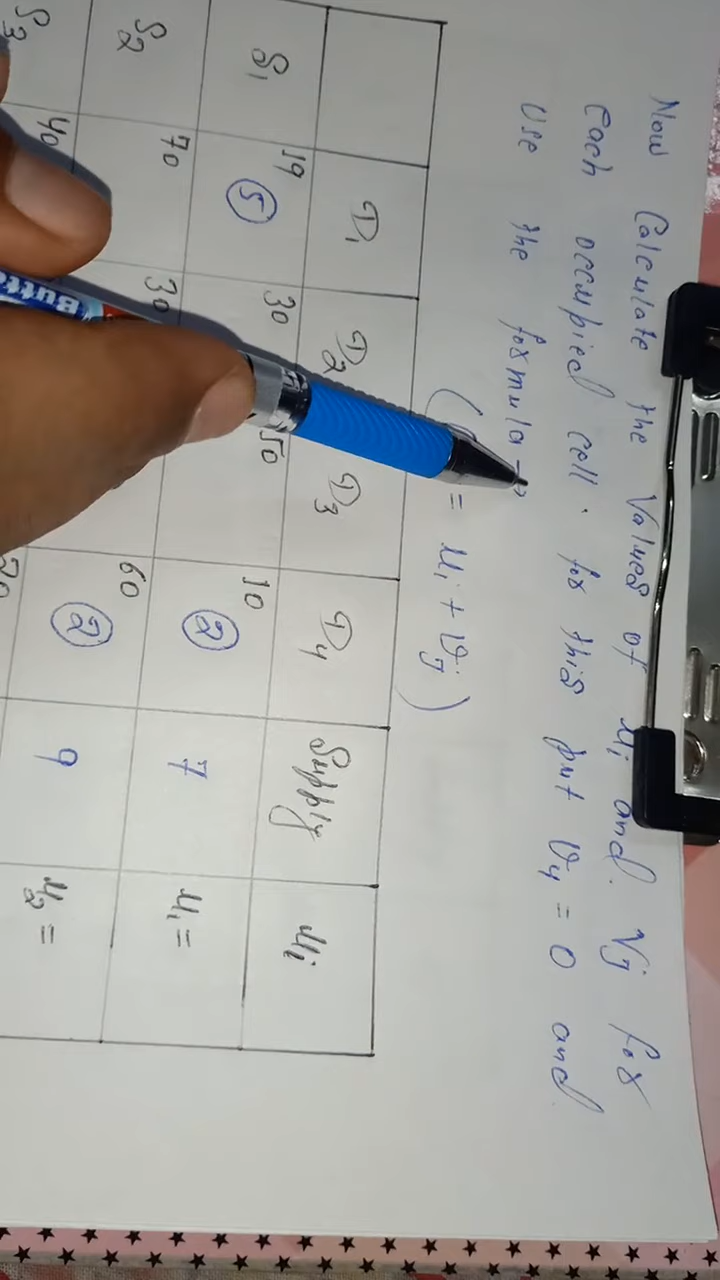 Now Calculate the Values of ui and Vj for
each occupied cell. for this put v4 = 0 and
use the formula →
= ui + vj )
D1 D2 D3 D4 Supply ui
S1 19 5 30 50 10 2 7 u1 =
S2 70 30 60 2 9 u2 =
S3 40
Butte